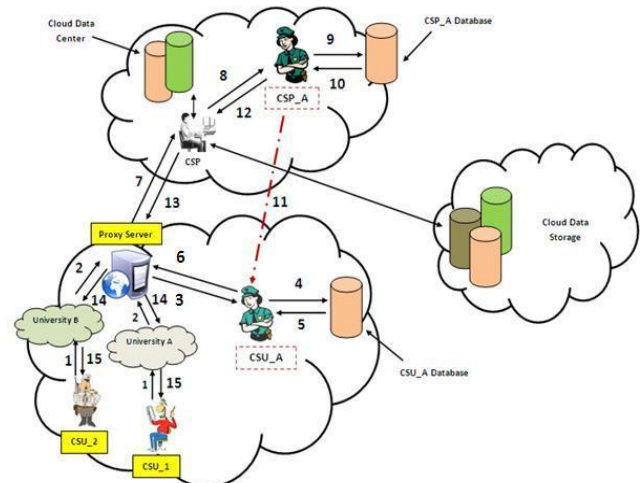 Cloud Data
Center
9
CSP_A Database
8
10
12
CSP_A
CSP
7
13
11
Cloud Data
Storage
Proxy Server
6
2
4
14
14
3
2
5
University B
University A
CSU_A
1
15
1
15
CSU_A Database
CSU_2
CSU_1